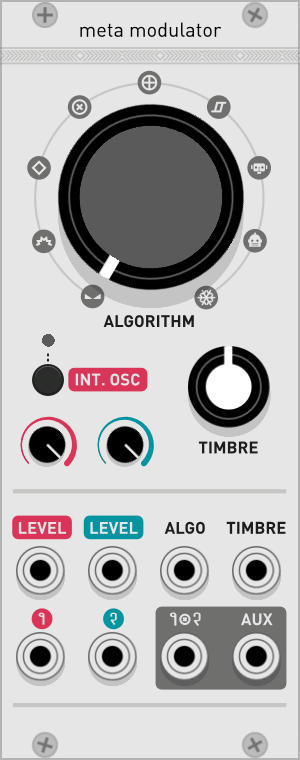 meta modulator
ALGORITHM
INT. OSC
TIMBRE
LEVEL LEVEL ALGO TIMBRE
AUX